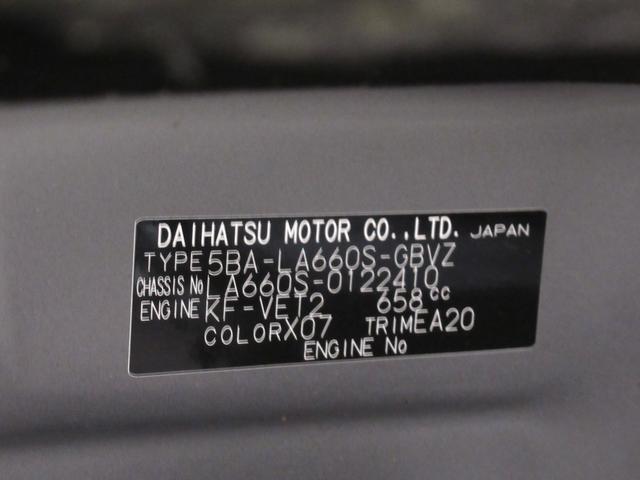 DAIHATSU MOTOR CO.,LTD. JAPAN
TYPE 5BA-LA660S-GBVZ
CHASSIS No LA660S-0122410
ENGINE KF-VET2 658cc
COLOR X07 TRIM EA20
ENGINE No